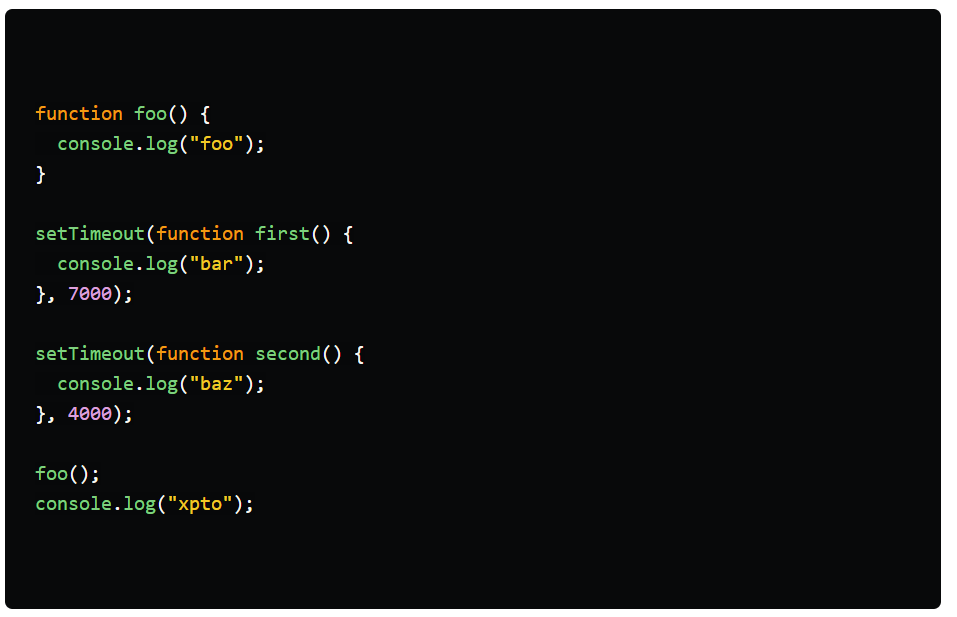 function foo() {
  console.log("foo");
}

setTimeout(function first() {
  console.log("bar");
}, 7000);

setTimeout(function second() {
  console.log("baz");
}, 4000);

foo();
console.log("xpto");